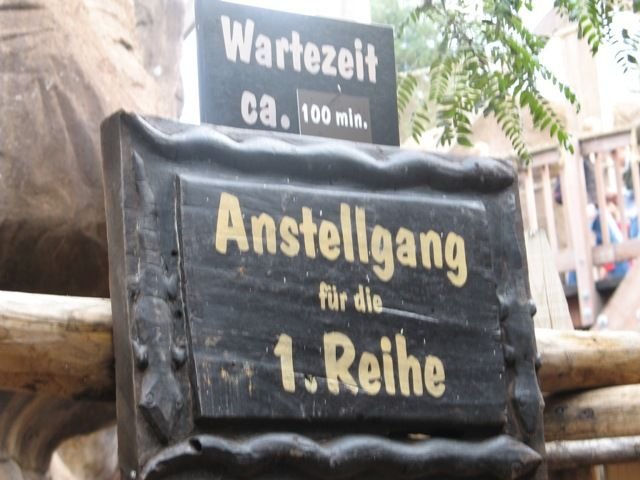 Wartezeit
ca. 100 min.
Anstellgang
für die
1. Reihe